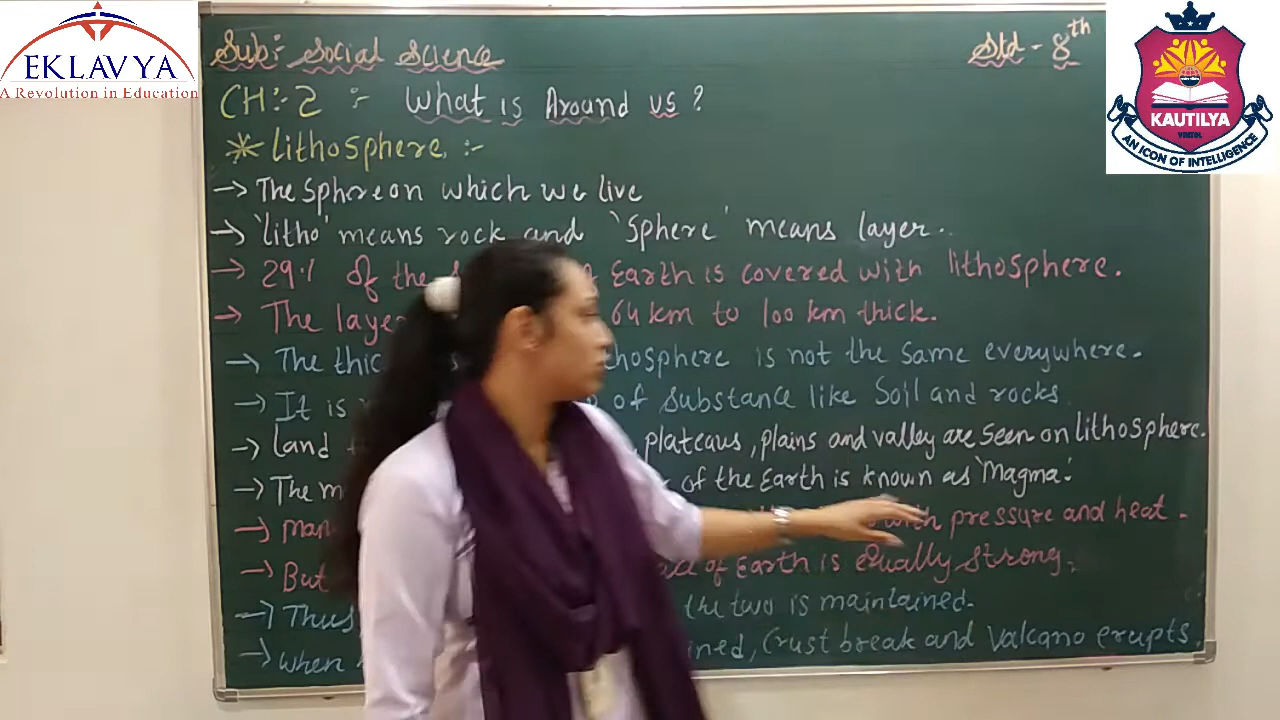 EKLAVYA
A Revolution in Education
KAUTILYA
AN ICON OF INTELLIGENCE
Sub:- Social Science
Std - 8th
CH:-2 :- What is Around us?
* Lithosphere :-
→ The Sphere on which we live
→ 'Litho' means rock and 'Sphere' means layer..
→ 29% of the Earth is covered with lithosphere.
→ The layer 64 km to 100 km thick.
→ The thosphere is not the same everywhere.
→ It is of substance like Soil and rocks.
→ Land plateaus, plains and valley are seen on lithosphere.
→ The of the Earth is known as 'Magma'.
→ with pressure and heat.
→ But of Earth is equally strong.
→ Thus the two is maintained.
→ when Crust break and Valcano erupts.